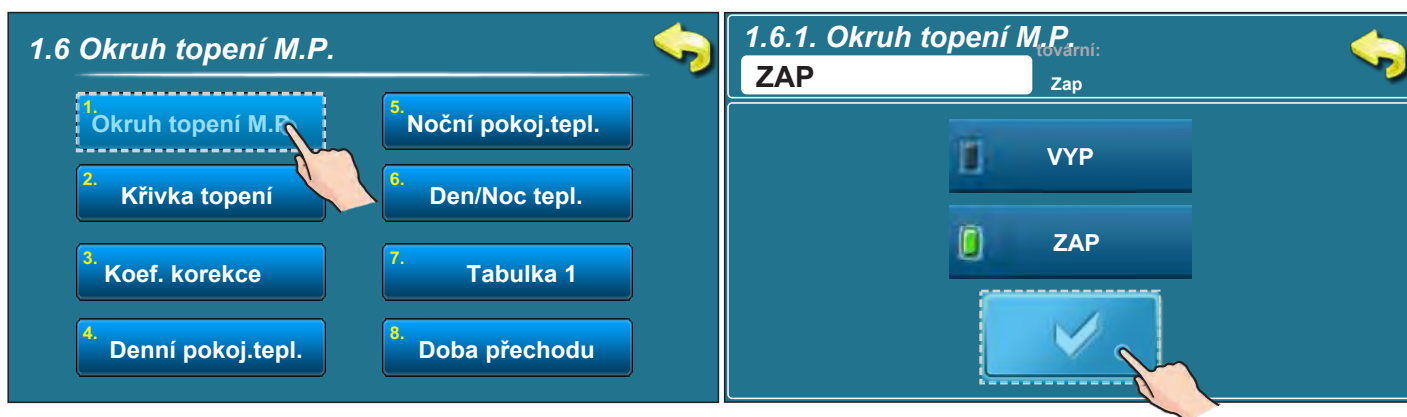 1.6 Okruh topení M.P.
1.
Okruh topení M.P.
2.
Křivka topení
3.
Koef. korekce
4.
Denní pokoj.tepl.
5.
Noční pokoj.tepl.
6.
Den/Noc tepl.
7.
Tabulka 1
8.
Doba přechodu
1.6.1. Okruh topení M.P.
tovární:
ZAP
Zap
VYP
ZAP